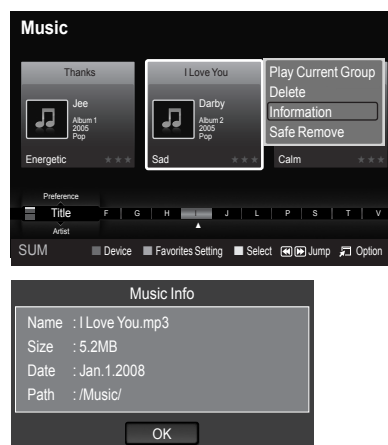 Music
Thanks
Jee
Album 1
2005
Pop
Energetic
I Love You
Darby
Album 2
2005
Pop
Sad
Play Current Group
Delete
Information
Safe Remove
Calm
Preference
Title F G H I J L P S T V
Artist
SUM Device Favorites Setting Select Jump Option
Music Info
Name : I Love You.mp3
Size : 5.2MB
Date : Jan.1.2008
Path : /Music/
OK